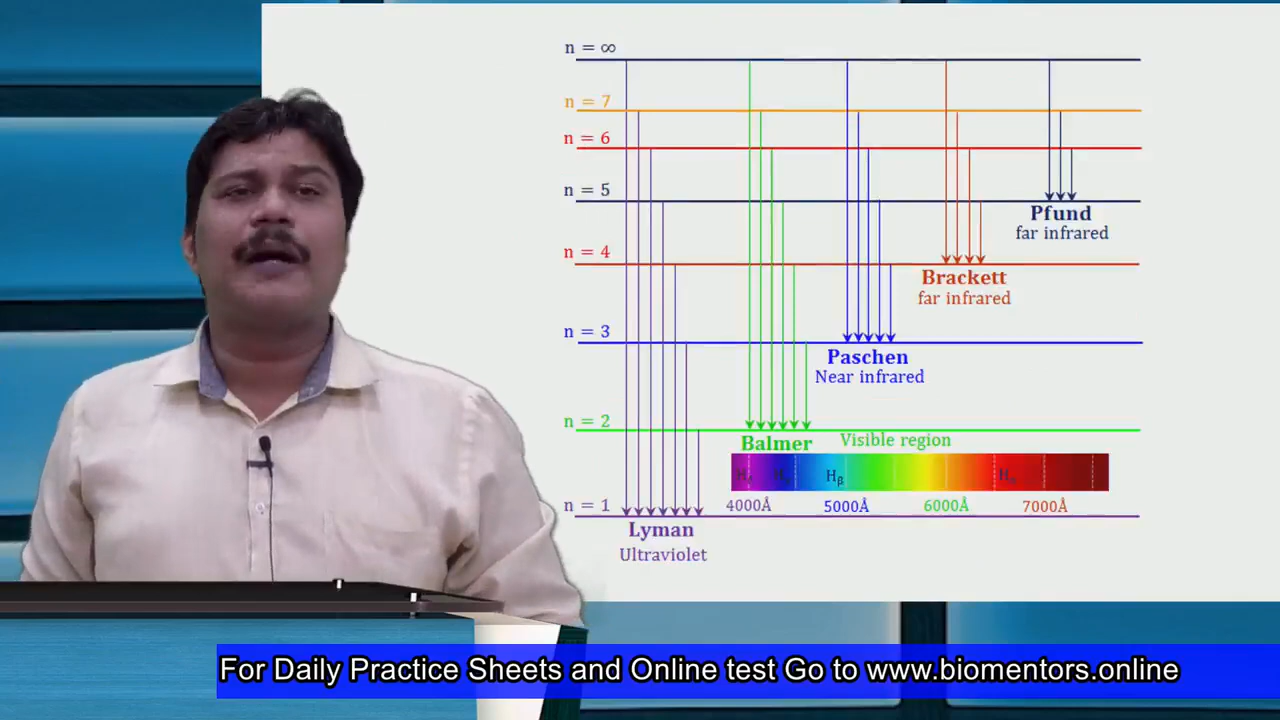 n = ∞
n = 7
n = 6
n = 5
Pfund
far infrared
n = 4
Brackett
far infrared
n = 3
Paschen
Near infrared
n = 2
Balmer Visible region
Hβ Hα
n = 1 4000Å 5000Å 6000Å 7000Å
Lyman
Ultraviolet
For Daily Practice Sheets and Online test Go to www.biomentors.online